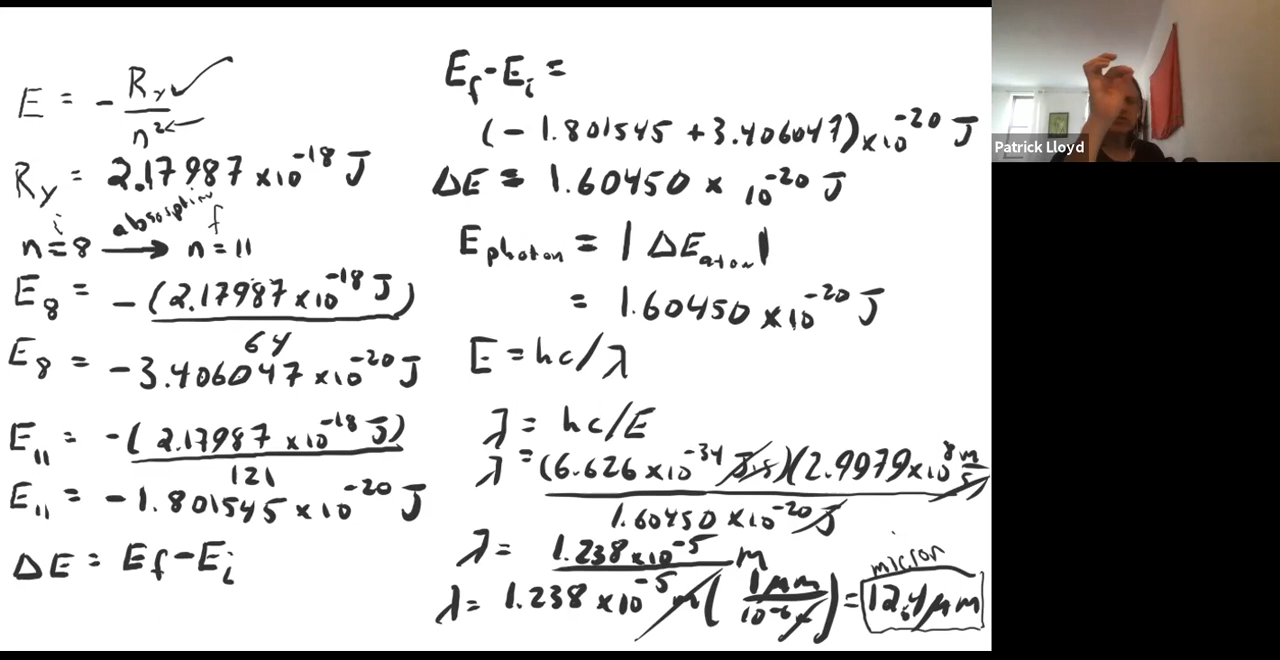 E = - Ry / n² ✓ ←
Ry = 2.17987 × 10⁻¹⁸ J
i absorption f
n=8 → n=11
E₈ = -(2.17987 × 10⁻¹⁸ J) / 64
E₈ = -3.406047 × 10⁻²⁰ J
E₁₁ = -(2.17987 × 10⁻¹⁸ J) / 121
E₁₁ = -1.801545 × 10⁻²⁰ J
ΔE = Ef - Ei
Ef - Ei =
(-1.801545 + 3.406047) × 10⁻²⁰ J
ΔE = 1.60450 × 10⁻²⁰ J
E photon = |ΔE atom|
= 1.60450 × 10⁻²⁰ J
E = hc/λ
λ = hc/E
λ = (6.626 × 10⁻³⁴ J·s)(2.9979 × 10⁸ m/s) / 1.60450 × 10⁻²⁰ J
λ = 1.238 × 10⁻⁵ m
micron
λ = 1.238 × 10⁻⁵ m (1 μm / 10⁻⁶ m) = 12.4 μm
Patrick Lloyd